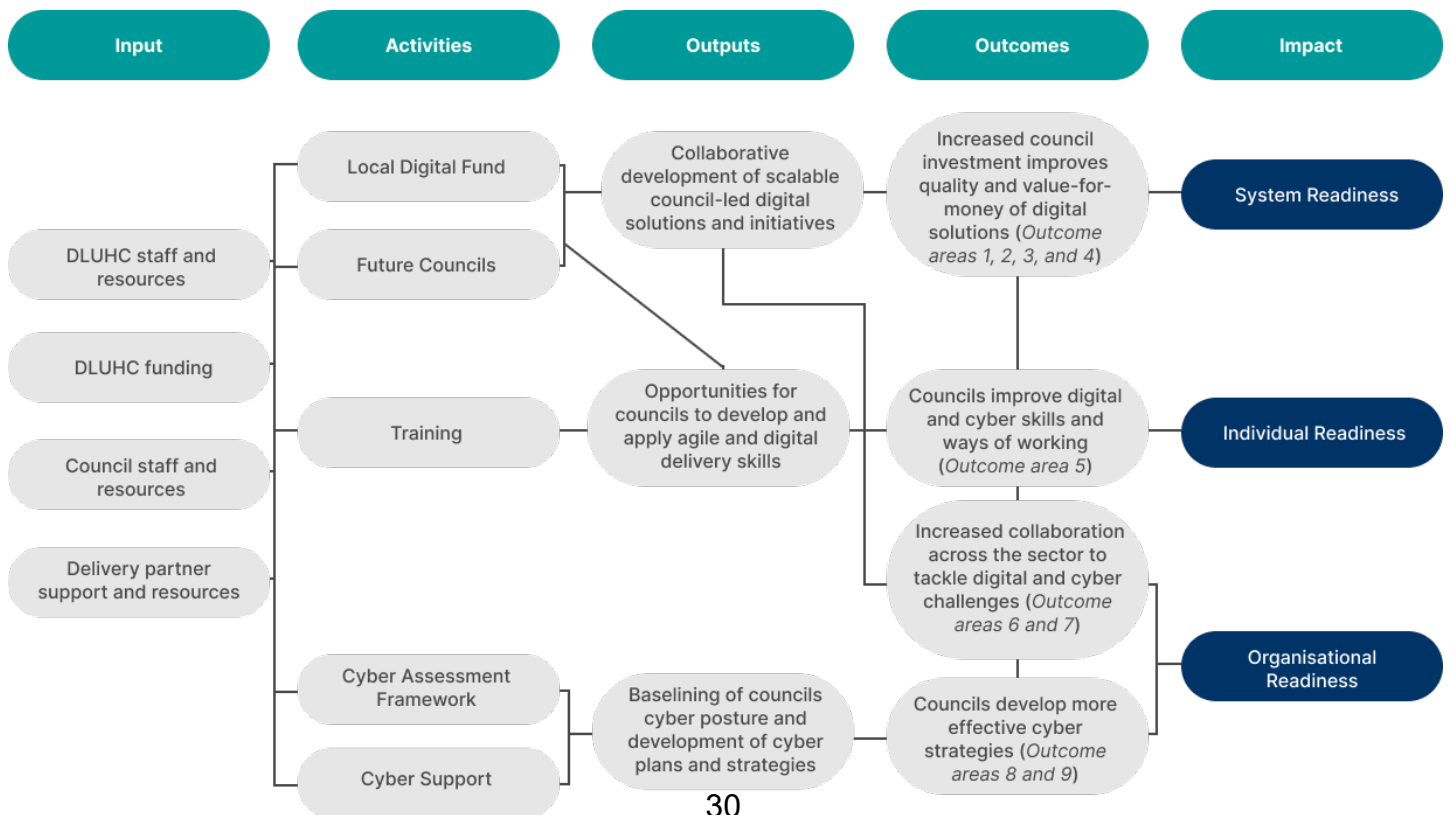 Input
Activities
Outputs
Outcomes
Impact
DLUHC staff and
resources
DLUHC funding
Council staff and
resources
Delivery partner
support and resources
Local Digital Fund
Future Councils
Training
Cyber Assessment
Framework
Cyber Support
Collaborative
development of scalable
council-led digital
solutions and initiatives
Opportunities for
councils to develop and
apply agile and digital
delivery skills
Baselining of councils
cyber posture and
development of cyber
plans and strategies
Increased council
investment improves
quality and value-for-
money of digital
solutions (Outcome
areas 1, 2, 3, and 4)
Councils improve digital
and cyber skills and
ways of working
(Outcome area 5)
Increased collaboration
across the sector to
tackle digital and cyber
challenges (Outcome
areas 6 and 7)
Councils develop more
effective cyber
strategies (Outcome
areas 8 and 9)
System Readiness
Individual Readiness
Organisational
Readiness
30